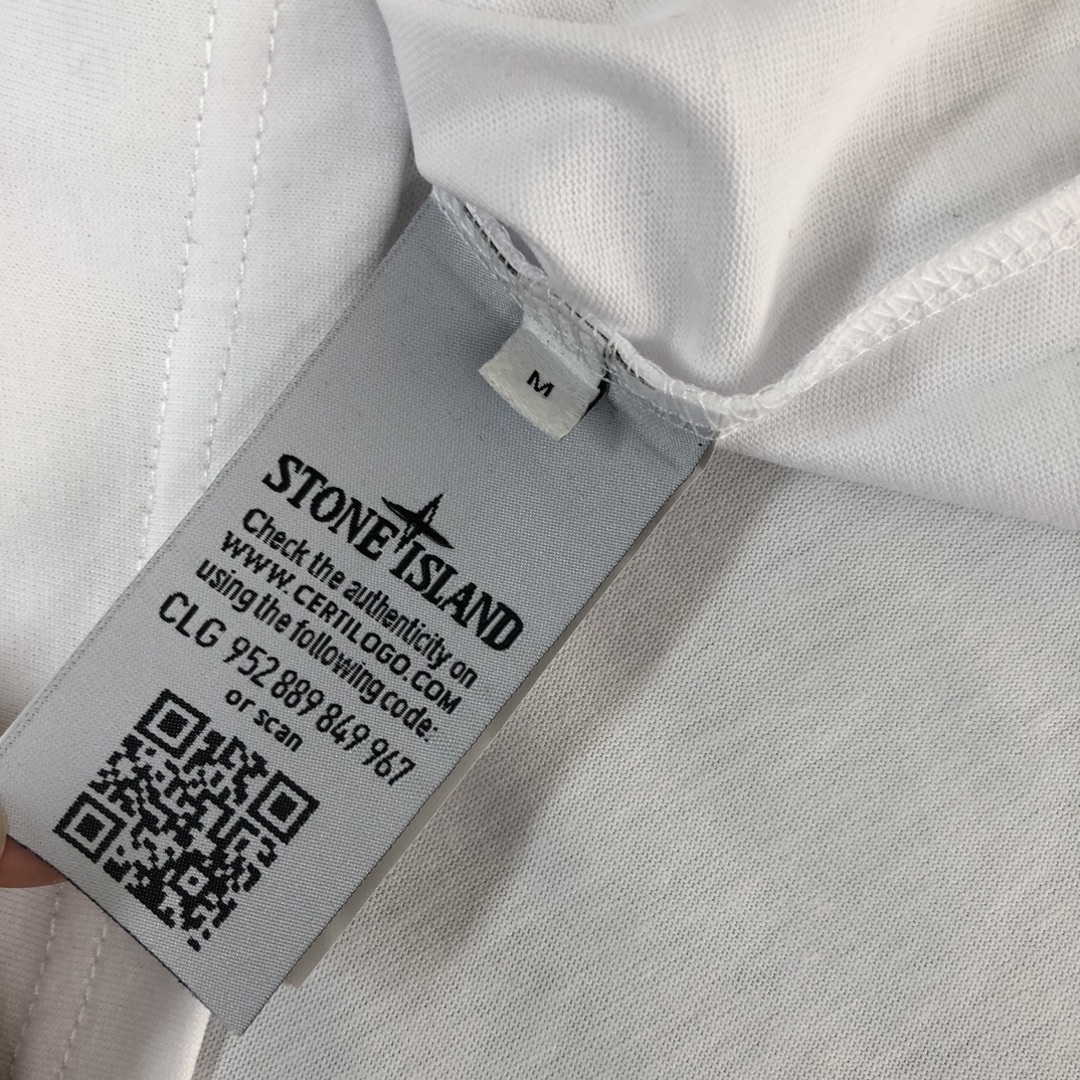 M
STONE ISLAND
Check the authenticity on
WWW.CERTILOGO.COM
using the following code:
CLG 952 889 849 967
or scan